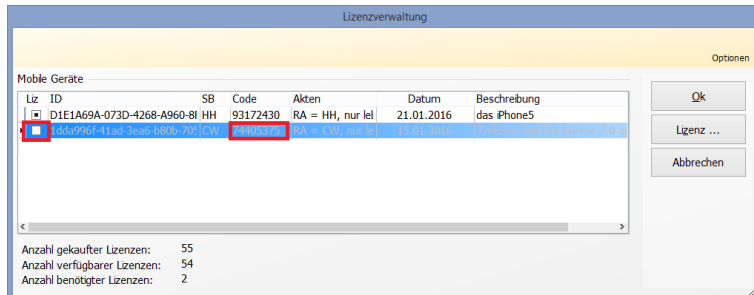 Lizenzverwaltung
Optionen
Mobile Geräte
Liz ID SB Code Akten Datum Beschreibung
D1E1A69A-073D-4268-A960-8 HH 93172430 RA = HH, nur lel 21.01.2016 das iPhone5
1dda996f-41ad-3ea6-b80b-70 CW 74405375 RA = CW, nur le 15.01.2016
Ok
Lizenz ...
Abbrechen
Anzahl gekaufter Lizenzen: 55
Anzahl verfügbarer Lizenzen: 54
Anzahl benötigter Lizenzen: 2